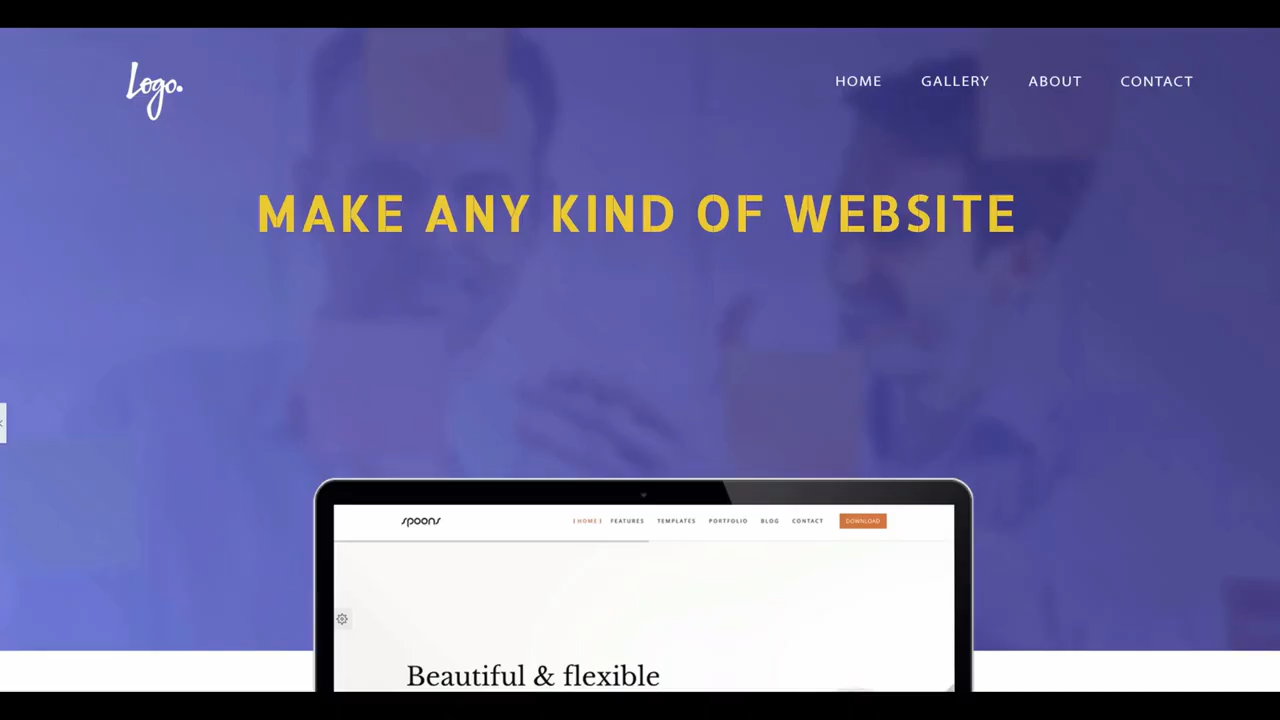 Logo.
HOME GALLERY ABOUT CONTACT
MAKE ANY KIND OF WEBSITE
spoons
[ HOME ] FEATURES TEMPLATES PORTFOLIO BLOG CONTACT DOWNLOAD
Beautiful & flexible